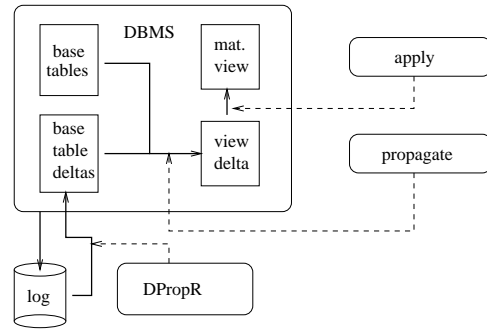 DBMS
base
tables
mat.
view
apply
base
table
deltas
view
delta
propagate
log
DPropR